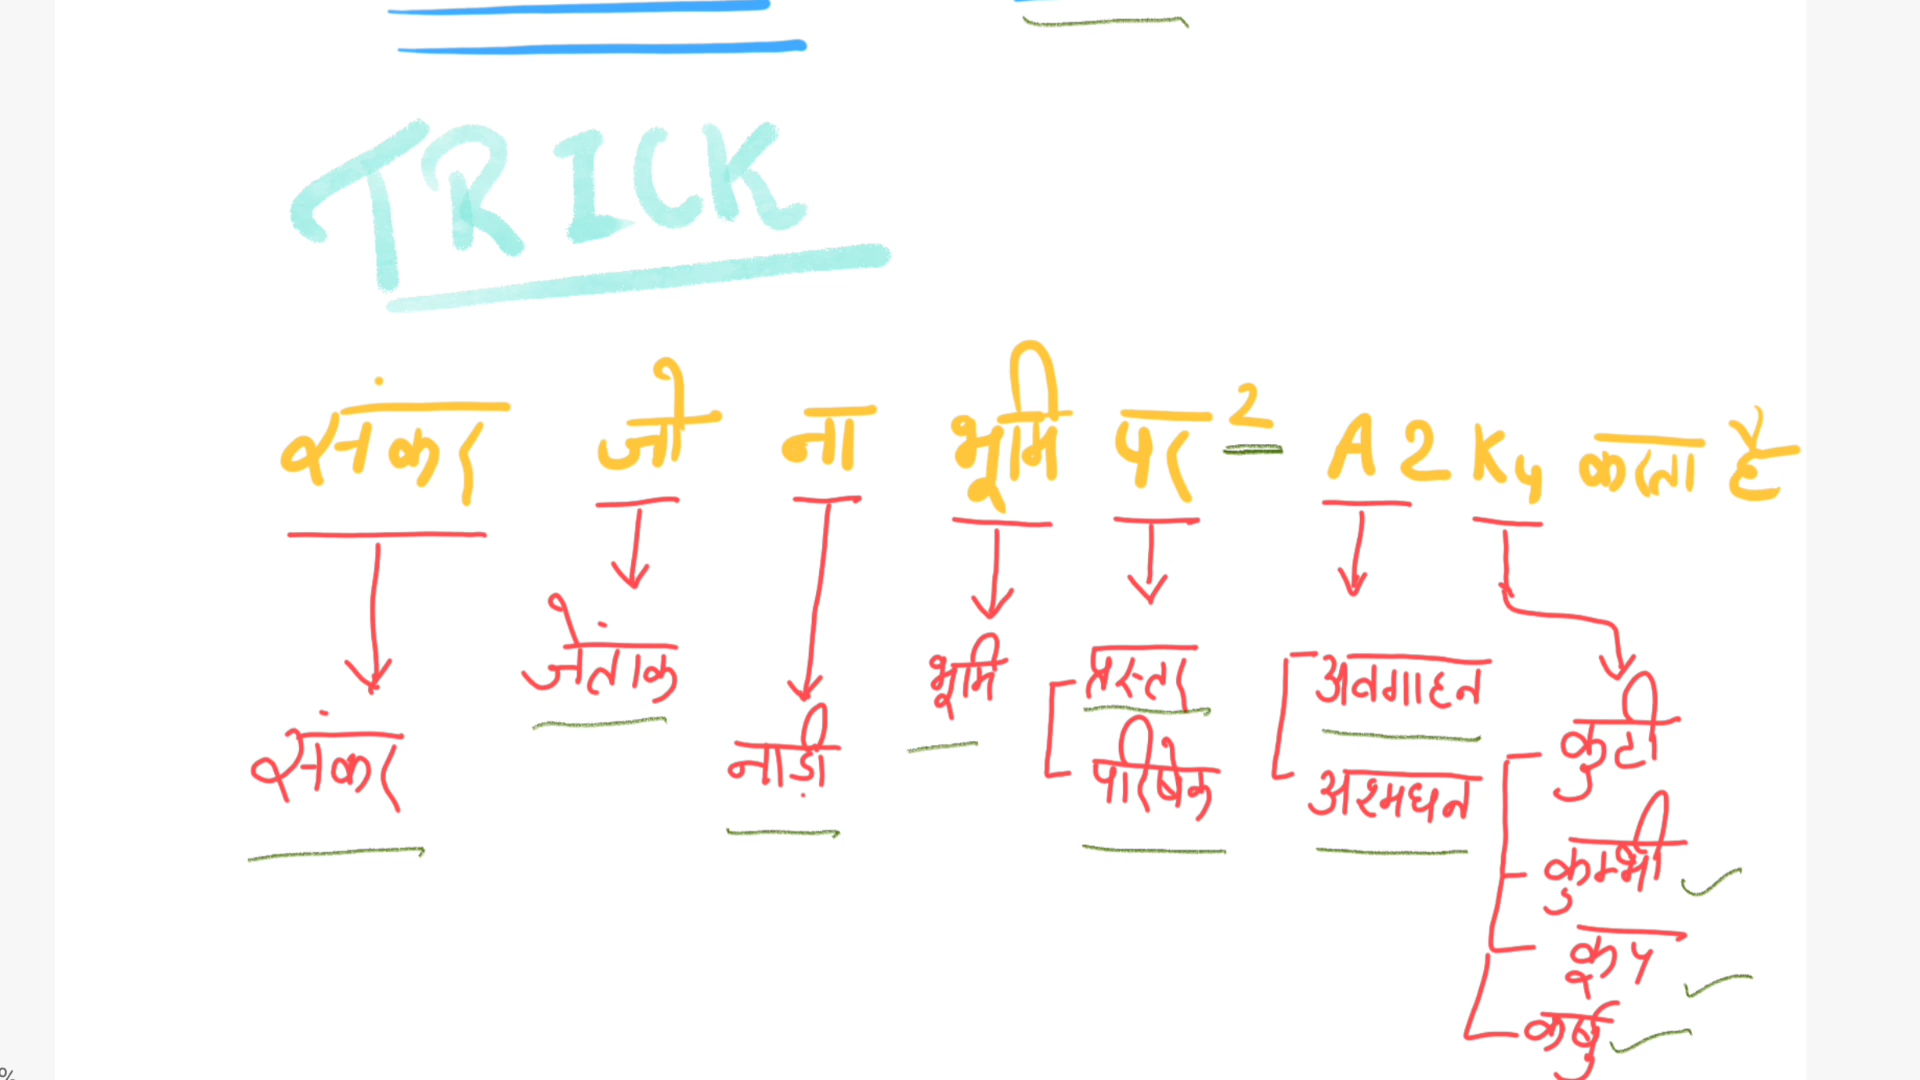 TRICK
संकर जो ना भूमि पर² A2K4 करता है
संकर
जेंताक
नाडी
भूमि
प्रस्तर
परिषेक
अवगाहन
अश्मघन
कुटी
कुम्भी
कूप
कर्षु
%